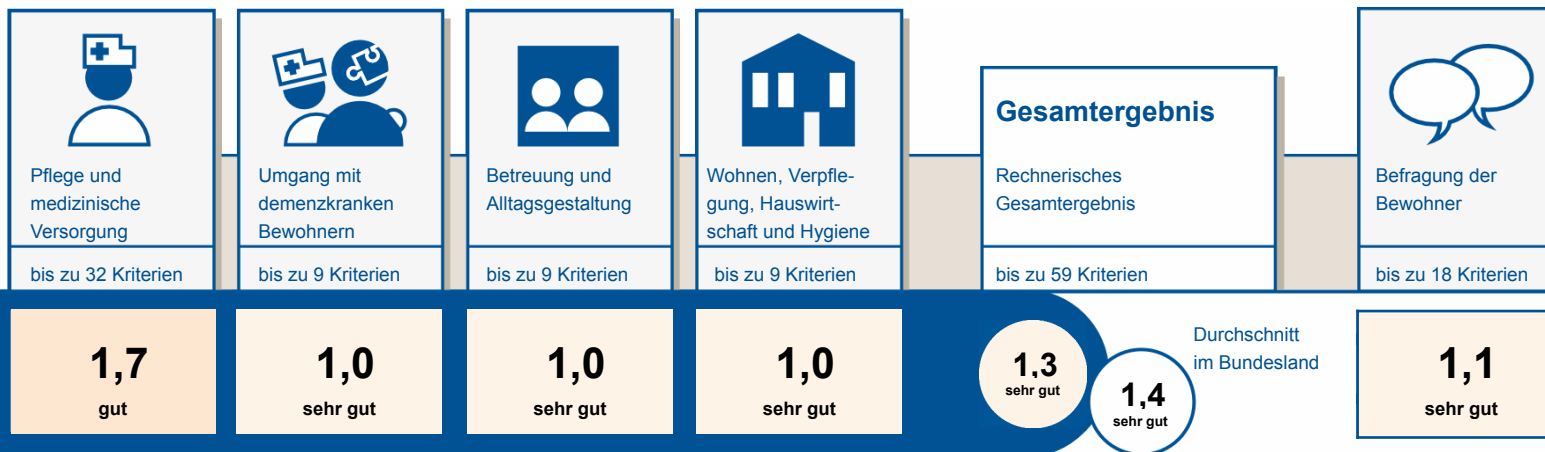 Pflege und
medizinische
Versorgung
bis zu 32 Kriterien
1,7
gut
Umgang mit
demenzkranken
Bewohnern
bis zu 9 Kriterien
1,0
sehr gut
Betreuung und
Alltagsgestaltung
bis zu 9 Kriterien
1,0
sehr gut
Wohnen, Verpfle-
gung, Hauswirt-
schaft und Hygiene
bis zu 9 Kriterien
1,0
sehr gut
Gesamtergebnis
Rechnerisches
Gesamtergebnis
bis zu 59 Kriterien
1,3
sehr gut
Durchschnitt
im Bundesland
1,4
sehr gut
Befragung der
Bewohner
bis zu 18 Kriterien
1,1
sehr gut